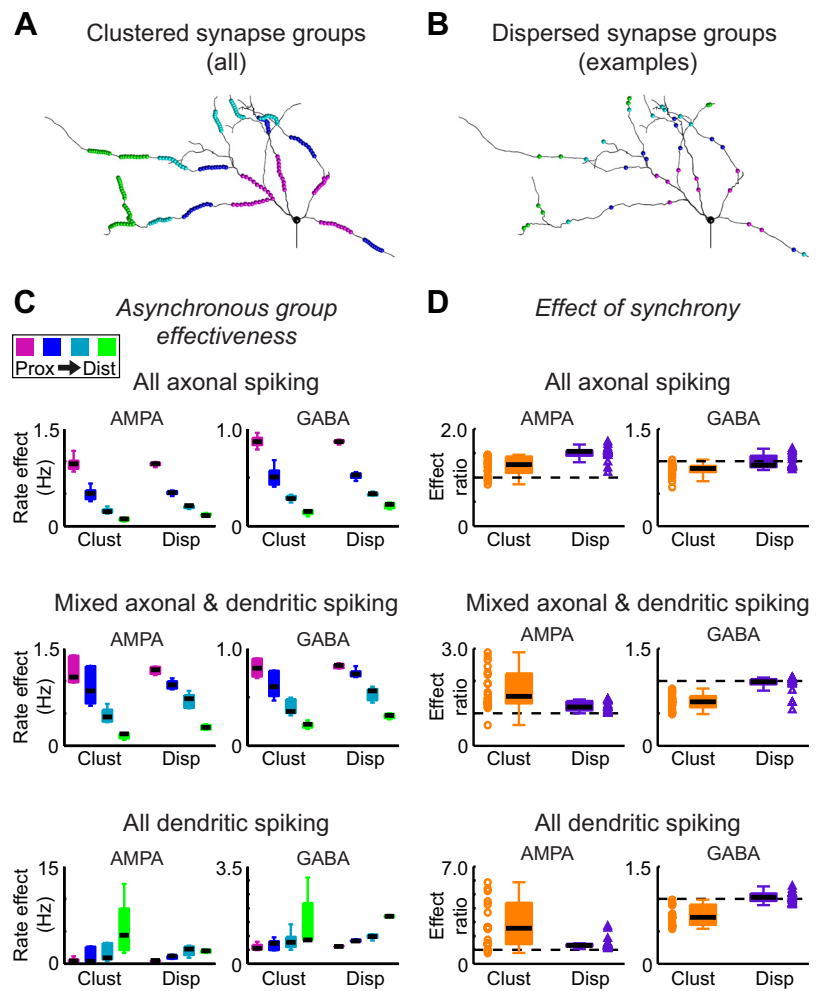 A
Clustered synapse groups
(all)
B
Dispersed synapse groups
(examples)
C
Asynchronous group
effectiveness
Prox Dist
D
Effect of synchrony
All axonal spiking
AMPA
GABA
Rate effect
(Hz)
1.5
0
1.0
0
Clust
Disp
Clust
Disp
All axonal spiking
AMPA
GABA
Effect
ratio
2.0
1
0
1
0
Clust
Disp
Clust
Disp
Mixed axonal & dendritic spiking
AMPA
GABA
Rate effect
(Hz)
1.5
0
1.0
0
Clust
Disp
Clust
Disp
Mixed axonal & dendritic spiking
AMPA
GABA
Effect
ratio
3.0
1
0
1
0
Clust
Disp
Clust
Disp
All dendritic spiking
AMPA
GABA
Rate effect
(Hz)
15
0
3.5
0
Clust
Disp
Clust
Disp
All dendritic spiking
AMPA
GABA
Effect
ratio
7.0
1
0
1
0
Clust
Disp
Clust
Disp